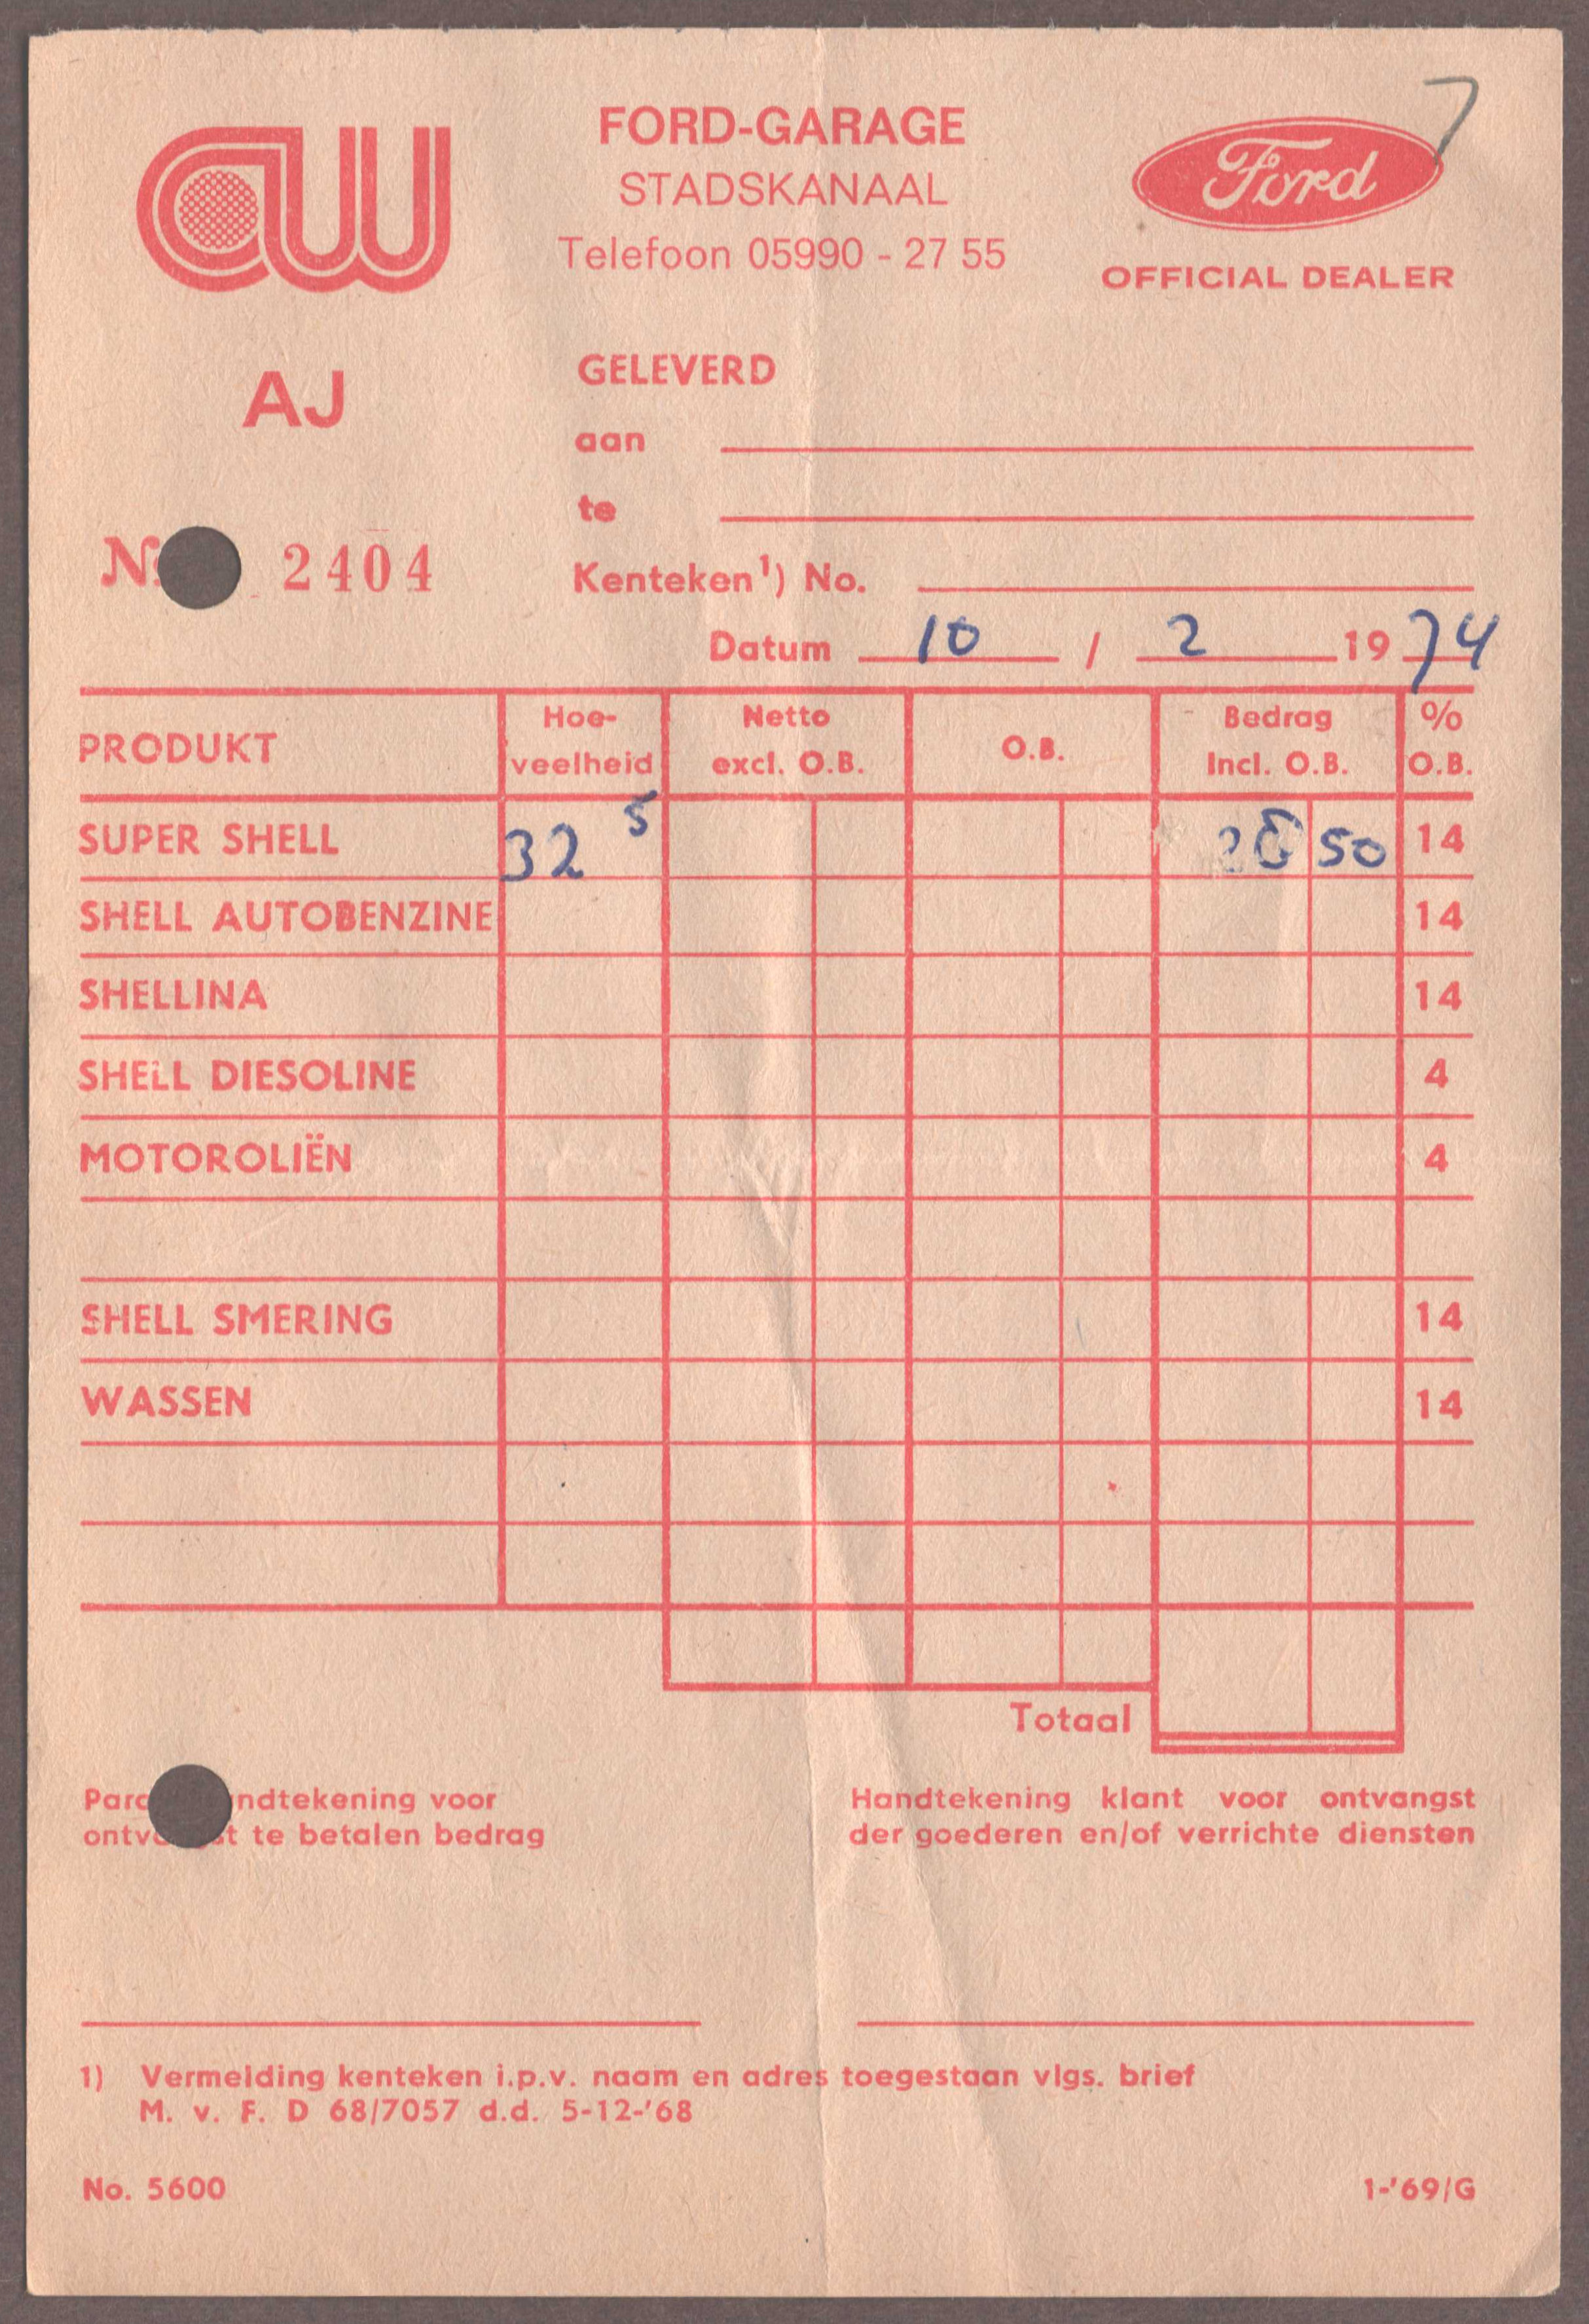 CW
FORD-GARAGE
STADSKANAAL
Telefoon 05990 - 27 55
Ford
7
OFFICIAL DEALER
AJ
GELEVERD
aan
te
No 2404
Kenteken¹) No.
Datum 10 / 2 1974
PRODUKT Hoe- veelheid Netto excl. O.B. O.B. Bedrag Incl. O.B. % O.B.
SUPER SHELL 32 5 50 14
SHELL AUTOBENZINE 14
SHELLINA 14
SHELL DIESOLINE 4
MOTOROLIËN 4
SHELL SMERING 14
WASSEN 14
Totaal
ndtekening voor
te betalen bedrag
Handtekening klant voor ontvangst
der goederen en/of verrichte diensten
1) Vermelding kenteken i.p.v. naam en adres toegestaan vlgs. brief
M. v. F. D 68/7057 d.d. 5-12-'68
No. 5600
1-'69/G